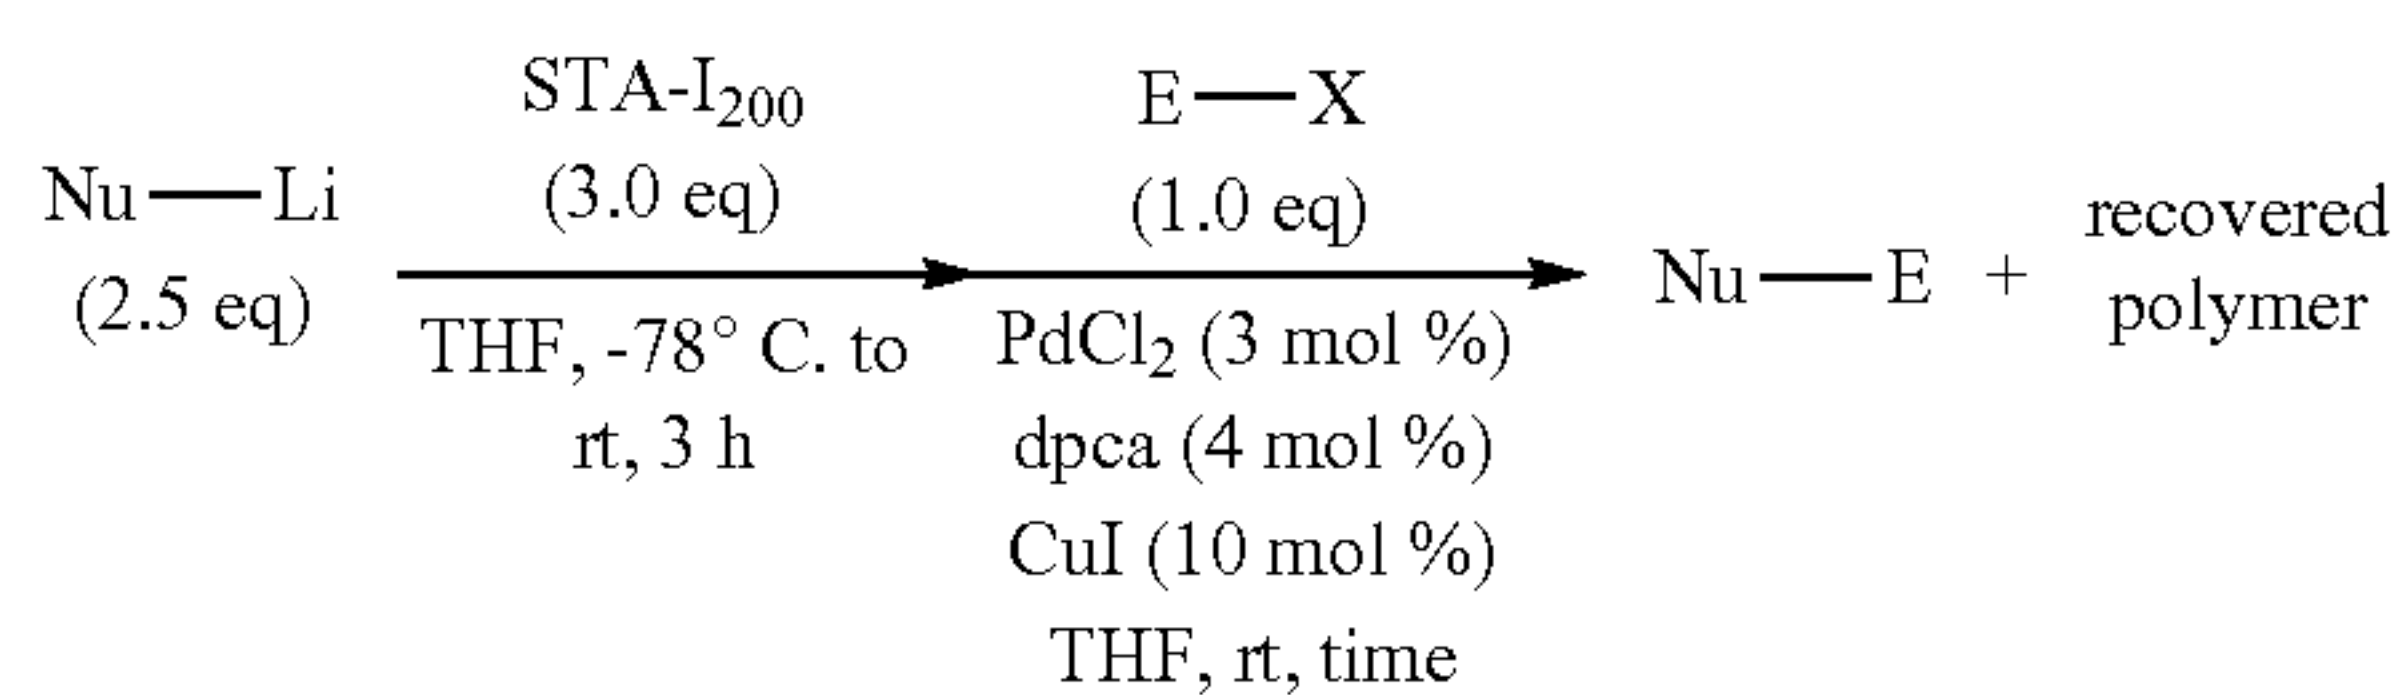 Nu—Li
(2.5 eq)
STA-I₂₀₀
(3.0 eq)
THF, -78° C. to
rt, 3 h
E—X
(1.0 eq)
PdCl₂ (3 mol %)
dpca (4 mol %)
CuI (10 mol %)
THF, rt, time
Nu—E +
recovered
polymer